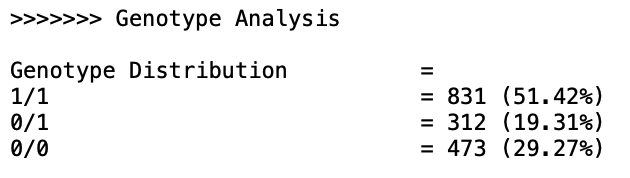 >>>>>>> Genotype Analysis
Genotype Distribution =
1/1 = 831 (51.42%)
0/1 = 312 (19.31%)
0/0 = 473 (29.27%)